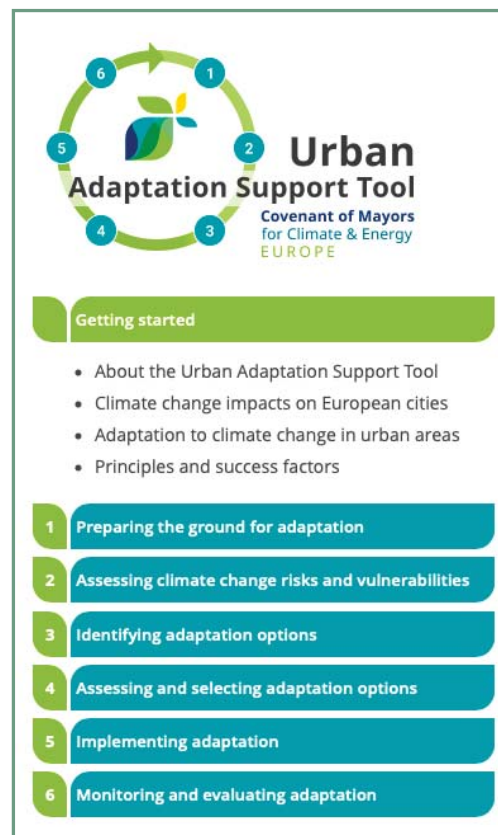 6
1
5
2
4
3
Urban
Adaptation Support Tool
Covenant of Mayors
for Climate & Energy
EUROPE
Getting started
• About the Urban Adaptation Support Tool
• Climate change impacts on European cities
• Adaptation to climate change in urban areas
• Principles and success factors
1 Preparing the ground for adaptation
2 Assessing climate change risks and vulnerabilities
3 Identifying adaptation options
4 Assessing and selecting adaptation options
5 Implementing adaptation
6 Monitoring and evaluating adaptation